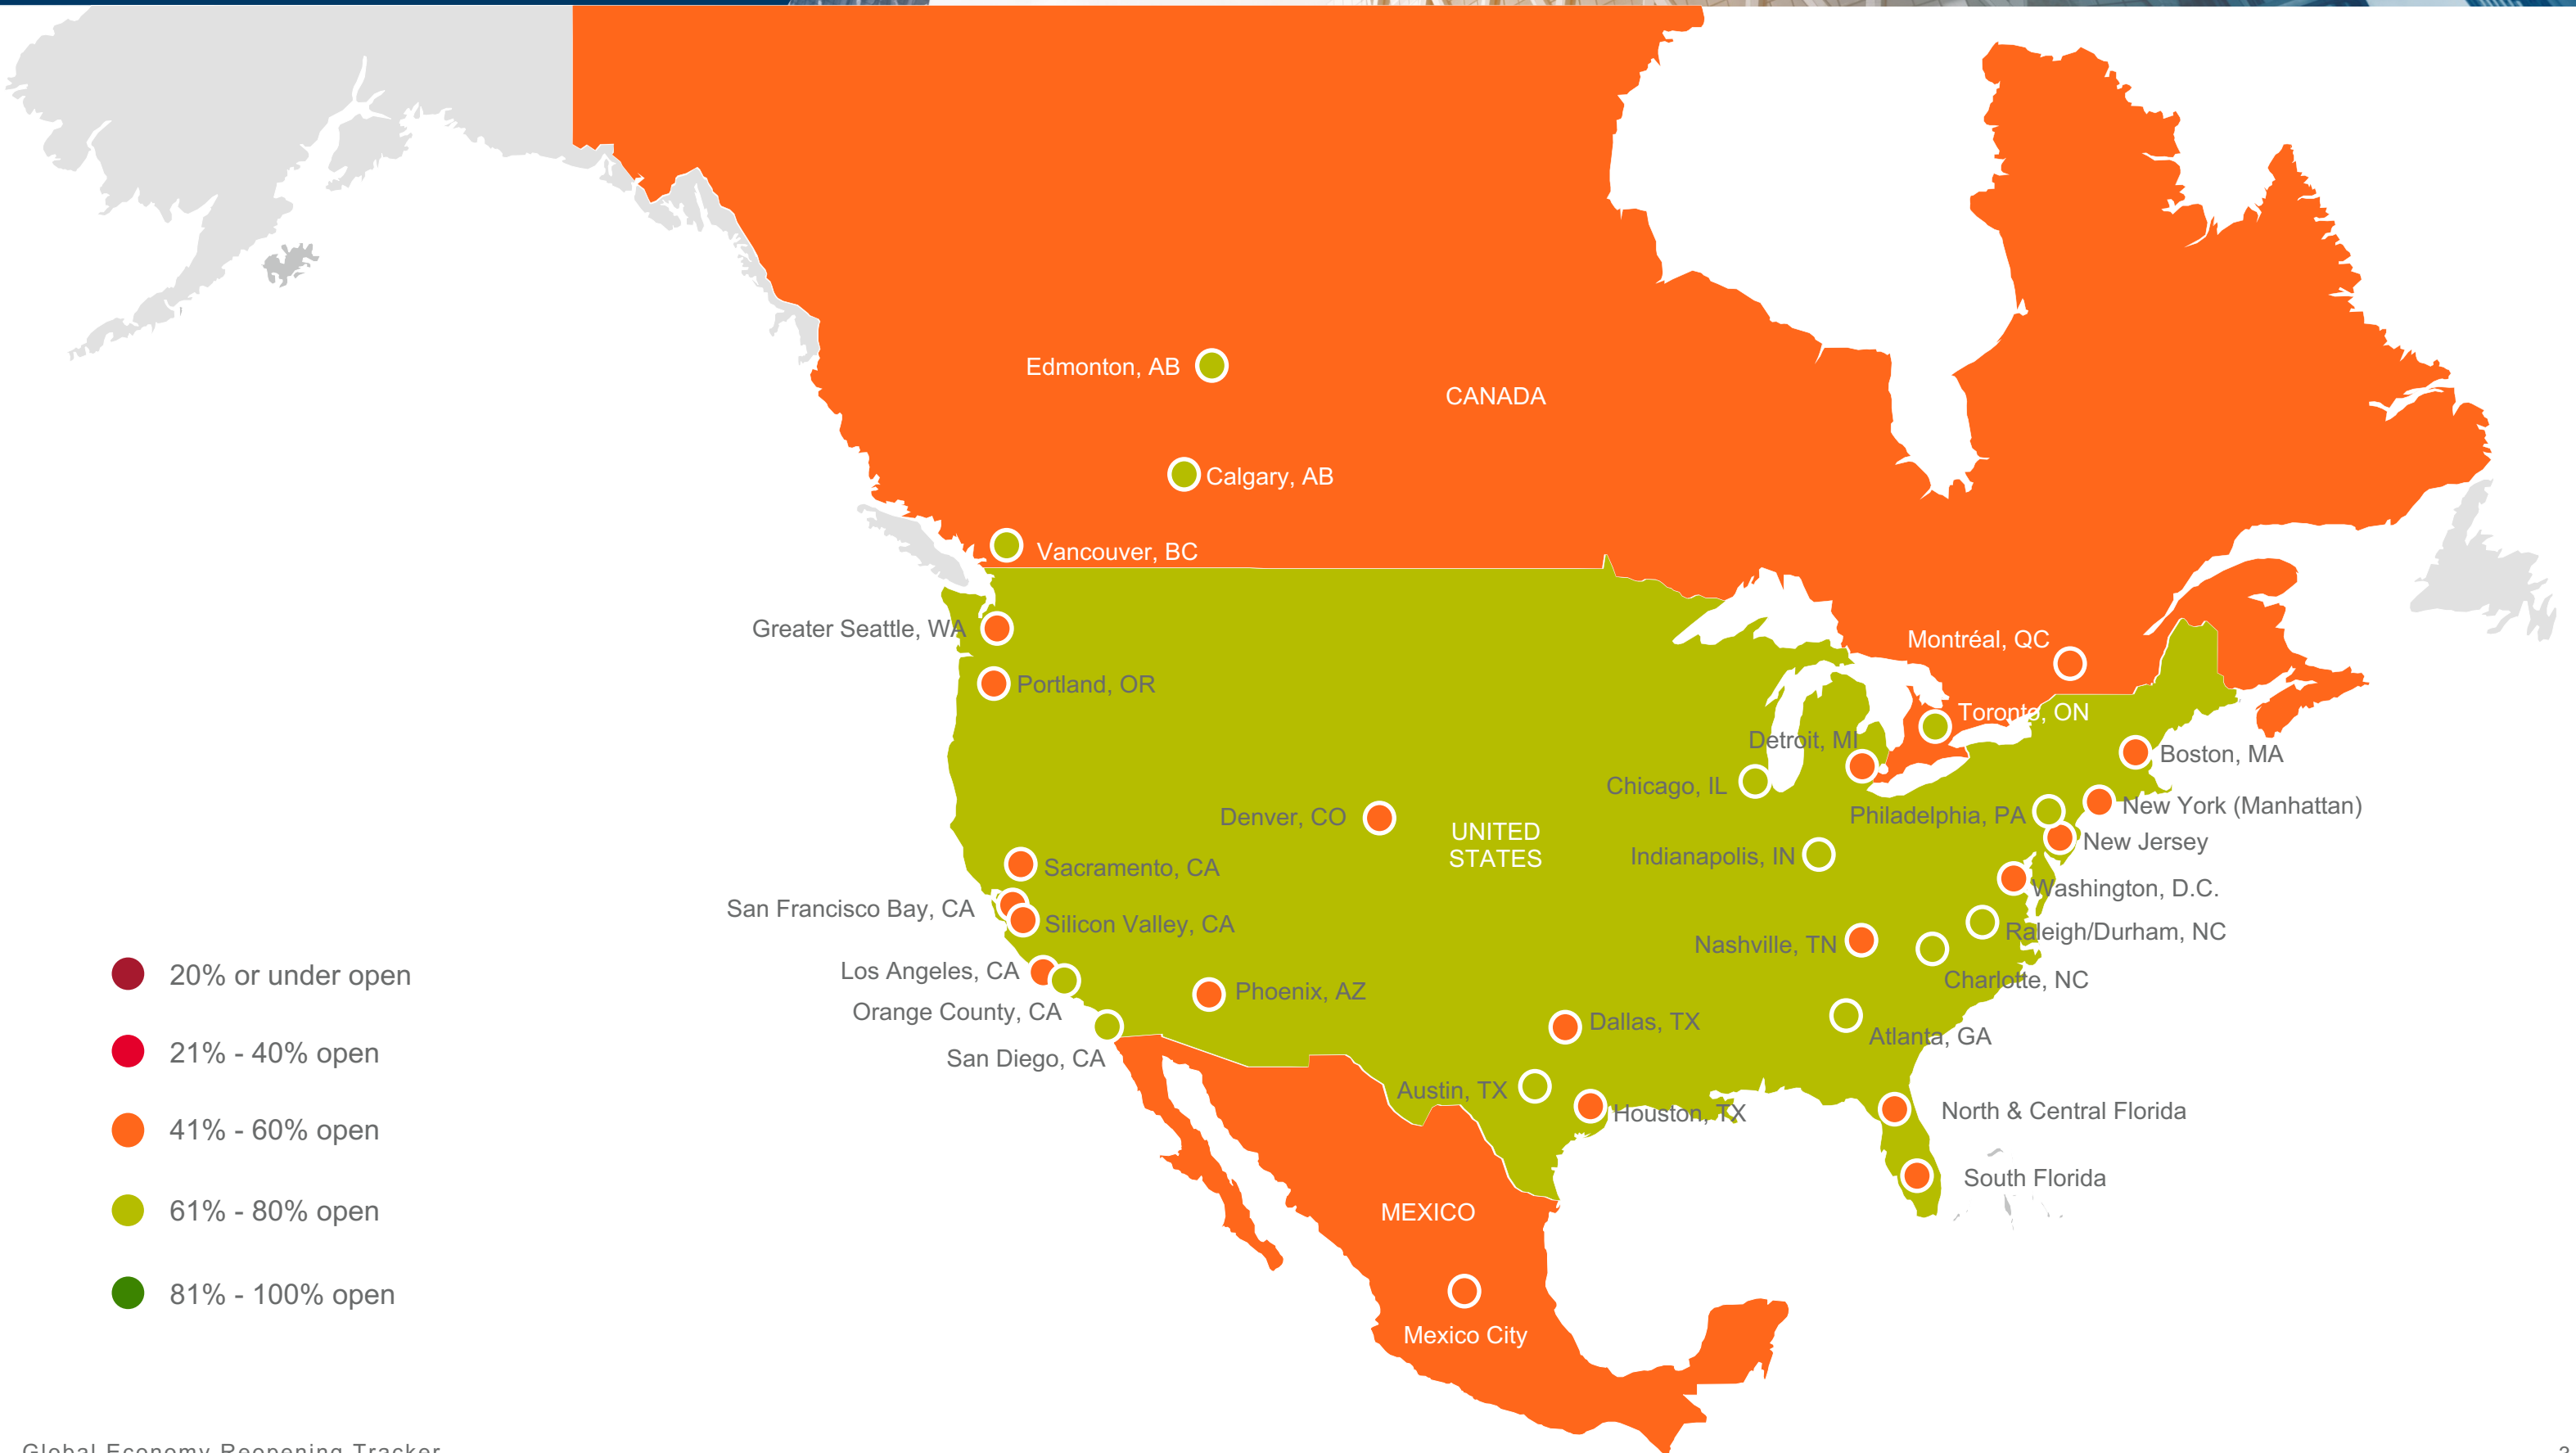 Edmonton, AB
CANADA
Calgary, AB
Vancouver, BC
Greater Seattle, WA
Montréal, QC
Portland, OR
Toronto, ON
Detroit, MI
Boston, MA
Chicago, IL
New York (Manhattan)
Denver, CO
Philadelphia, PA
UNITED
STATES
New Jersey
Indianapolis, IN
Sacramento, CA
Washington, D.C.
San Francisco Bay, CA
Silicon Valley, CA
Raleigh/Durham, NC
Nashville, TN
Los Angeles, CA
Charlotte, NC
Phoenix, AZ
Orange County, CA
Dallas, TX
Atlanta, GA
San Diego, CA
Austin, TX
Houston, TX
North & Central Florida
South Florida
MEXICO
Mexico City
20% or under open
21% - 40% open
41% - 60% open
61% - 80% open
81% - 100% open
Global Economy Reopening Tracker